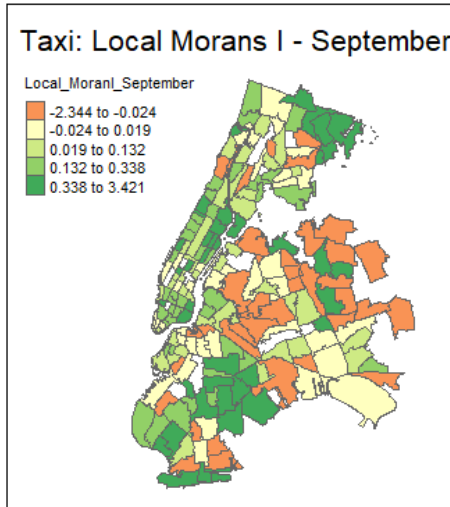 Taxi: Local Morans I - September
Local_MoranI_September
-2.344 to -0.024
-0.024 to 0.019
0.019 to 0.132
0.132 to 0.338
0.338 to 3.421